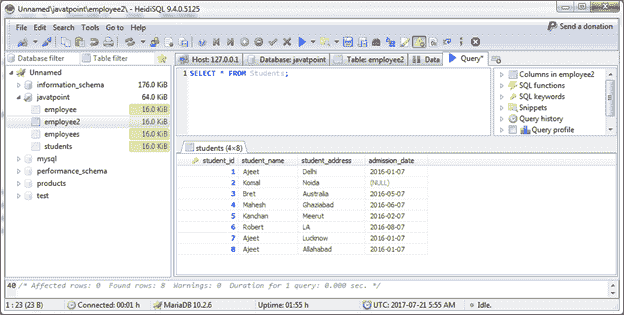 Unnamed\javatpoint\employee2\ - HeidiSQL 9.4.0.5125
File Edit Search Tools Go to Help
Send a donation
Database filter Table filter
Host: 127.0.0.1 Database: javatpoint Table: employee2 Data Query*
Unnamed
information_schema 176.0 KiB
javatpoint 64.0 KiB
employee 16.0 KiB
employee2 16.0 KiB
employees 16.0 KiB
students 16.0 KiB
mysql
performance_schema
products
test
1 SELECT * FROM Students;
Columns in employee2
SQL functions
SQL keywords
Snippets
Query history
Query profile
students (4×8)
student_id student_name student_address admission_date
1 Ajeet Delhi 2016-01-07
2 Komal Noida (NULL)
3 Bret Australia 2016-05-07
4 Mahesh Ghaziabad 2016-06-07
5 Kanchan Meerut 2016-02-07
6 Robert LA 2016-08-07
7 Ajeet Lucknow 2016-01-07
8 Ajeet Allahabad 2016-01-07
40 /* Affected rows: 0 Found rows: 8 Warnings: 0 Duration for 1 query: 0.000 sec. */
1 : 23 (23 B) Connected: 00:01 h MariaDB 10.2.6 Uptime: 01:55 h UTC: 2017-07-21 5:55 AM Idle.